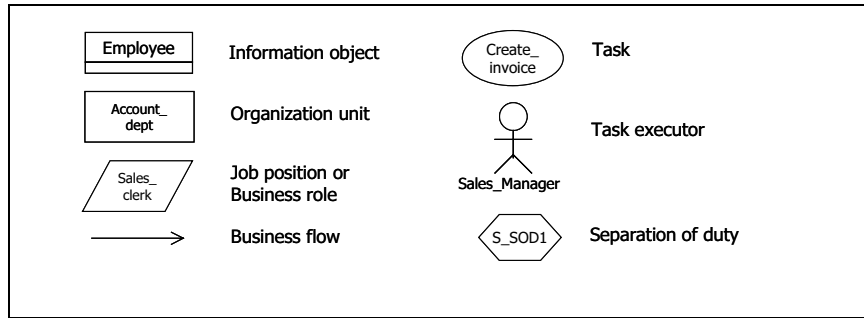 Employee
Information object
Account_
dept
Organization unit
Sales_
clerk
Job position or
Business role
Business flow
Create_
invoice
Task
Task executor
Sales_Manager
S_SOD1
Separation of duty